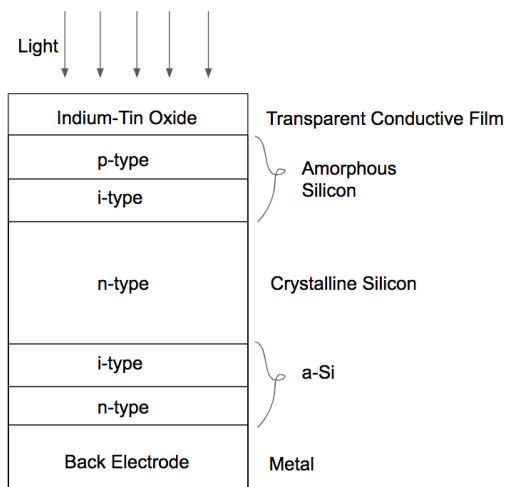 Light
Indium-Tin Oxide
Transparent Conductive Film
p-type
i-type
Amorphous
Silicon
n-type
Crystalline Silicon
i-type
n-type
a-Si
Back Electrode
Metal